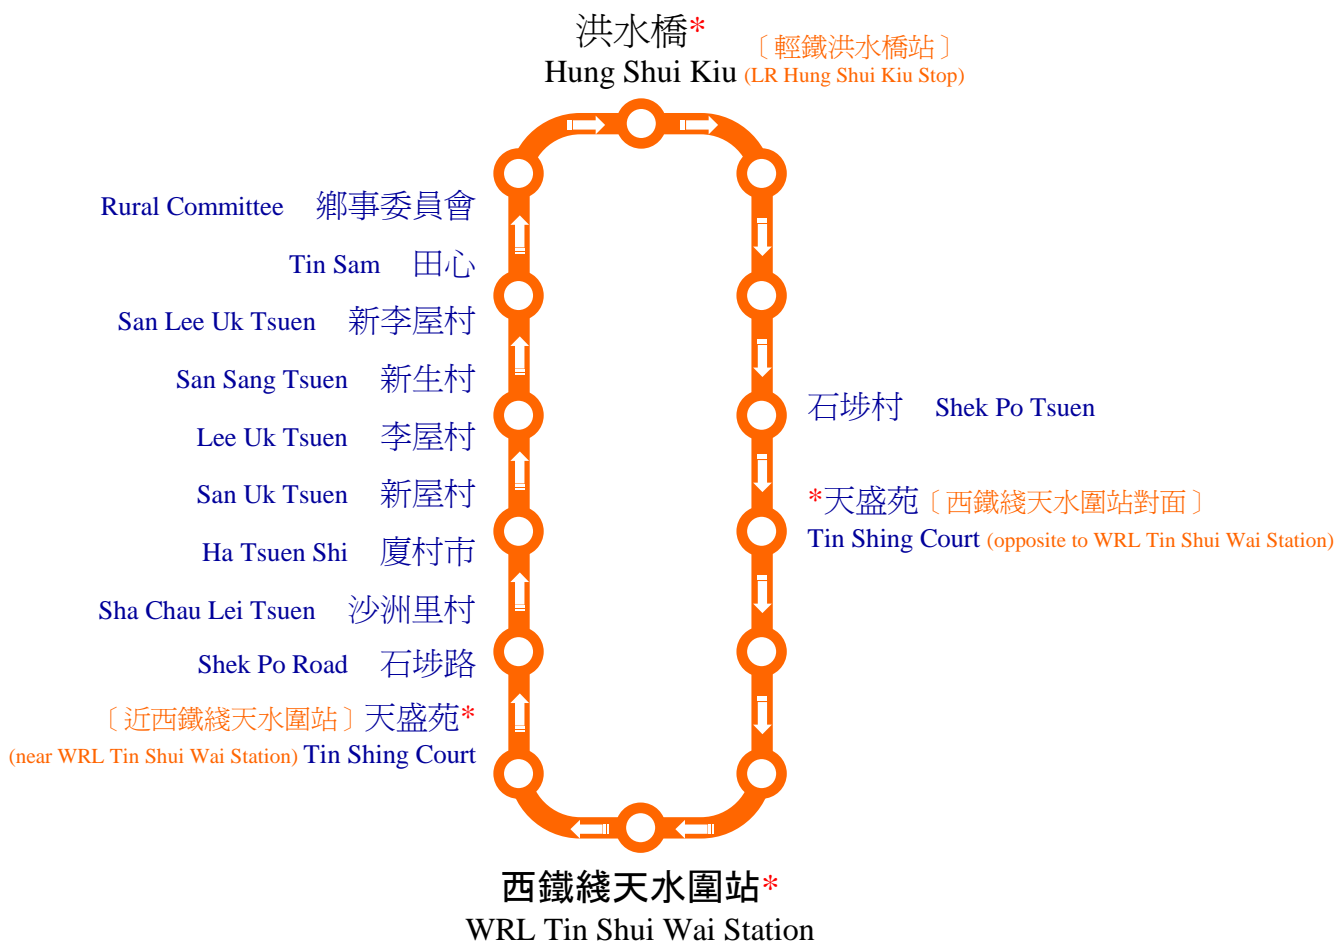 洪水橋*
〔輕鐵洪水橋站〕
Hung Shui Kiu (LR Hung Shui Kiu Stop)
Rural Committee 鄉事委員會
Tin Sam 田心
San Lee Uk Tsuen 新李屋村
San Sang Tsuen 新生村
Lee Uk Tsuen 李屋村
San Uk Tsuen 新屋村
Ha Tsuen Shi 廈村市
Sha Chau Lei Tsuen 沙洲里村
Shek Po Road 石埗路
〔近西鐵綫天水圍站〕天盛苑*
(near WRL Tin Shui Wai Station) Tin Shing Court
石埗村 Shek Po Tsuen
*天盛苑〔西鐵綫天水圍站對面〕
Tin Shing Court (opposite to WRL Tin Shui Wai Station)
西鐵綫天水圍站*
WRL Tin Shui Wai Station